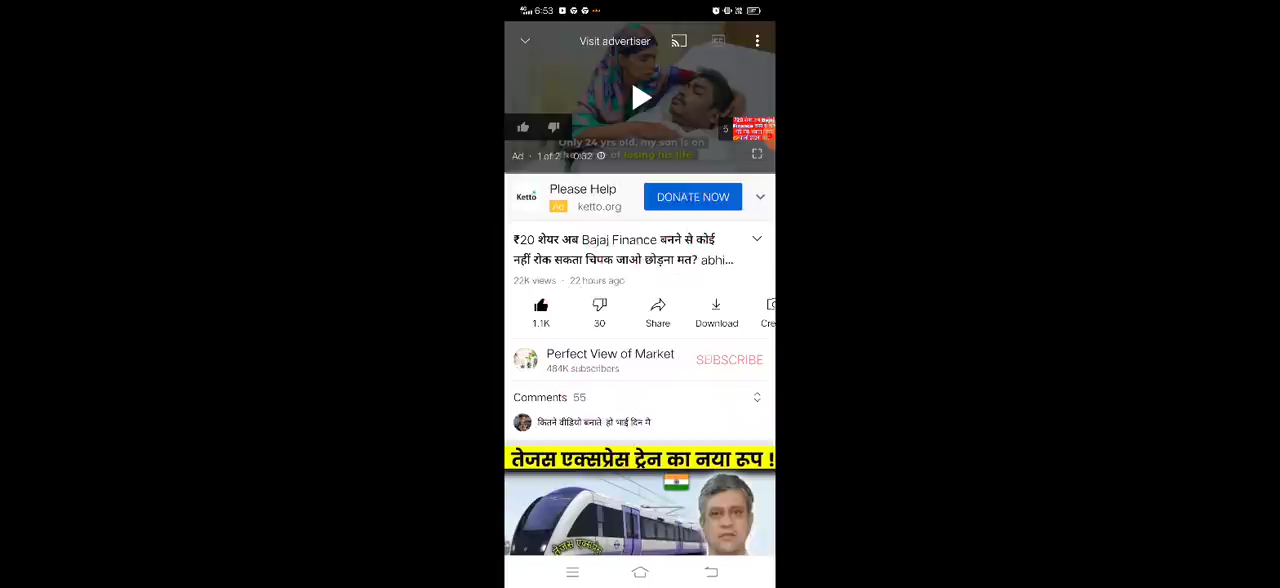 6:53
Visit advertiser
Only 24 yrs old, my son is on
of losing his life
5
Ad · 1 of 2 · 0:32
Ketto
Please Help
Ad ketto.org
DONATE NOW
₹20 शेयर अब Bajaj Finance बनने से कोई
नहीं रोक सकता चिपक जाओ छोड़ना मत? abhi...
22K views · 22 hours ago
1.1K
30
Share
Download
Cre
Perfect View of Market
484K subscribers
SUBSCRIBE
Comments 55
कितने वीडियो बनाते हो भाई दिन मे
तेजस एक्सप्रेस ट्रेन का नया रूप !